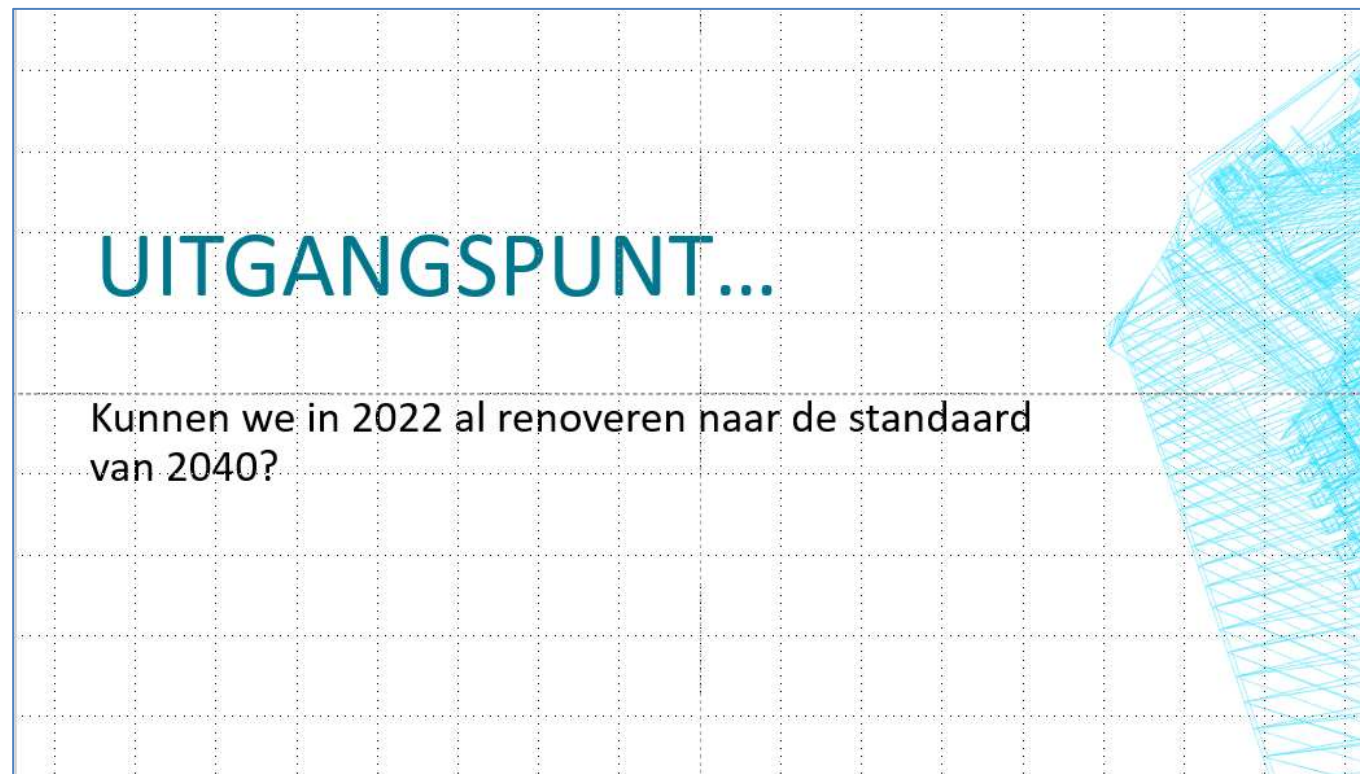 UITGANGSPUNT...
Kunnen we in 2022 al renoveren naar de standaard
van 2040?